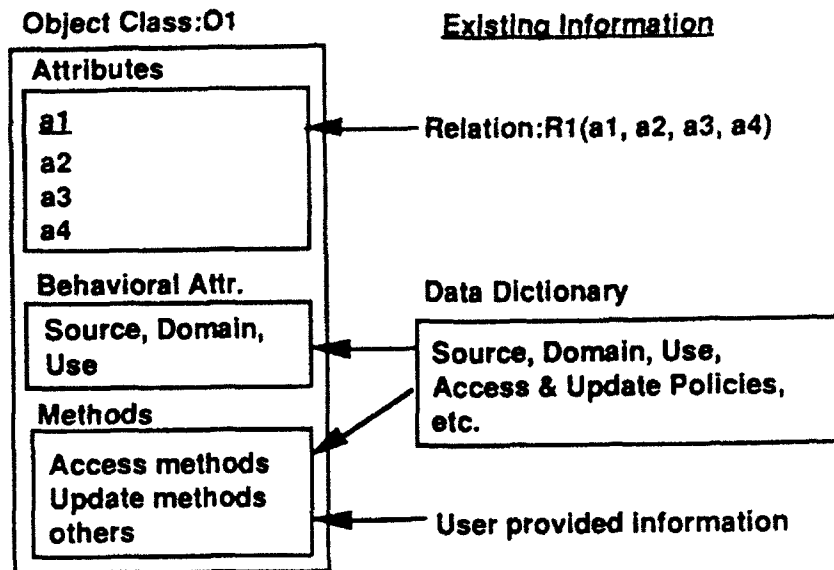 Object Class:O1
Existing Information
Attributes
a1
a2
a3
a4
Relation:R1(a1, a2, a3, a4)
Behavioral Attr.
Source, Domain,
Use
Data Dictionary
Source, Domain, Use,
Access & Update Policies,
etc.
Methods
Access methods
Update methods
others
User provided information